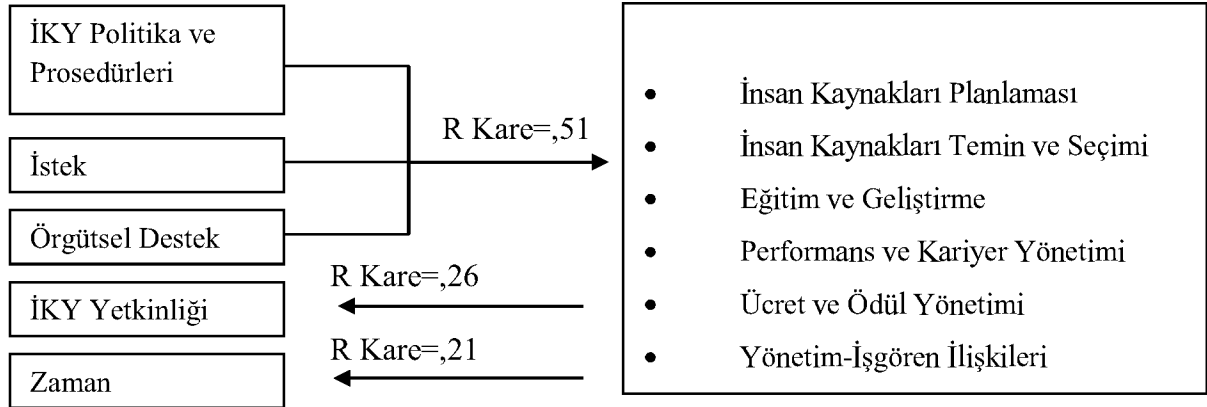 İKY Politika ve
Prosedürleri
İstek
Örgütsel Destek
İKY Yetkinliği
Zaman
R Kare=,51
R Kare=,26
R Kare=,21
• İnsan Kaynakları Planlaması
• İnsan Kaynakları Temin ve Seçimi
• Eğitim ve Geliştirme
• Performans ve Kariyer Yönetimi
• Ücret ve Ödül Yönetimi
• Yönetim-İşgören İlişkileri